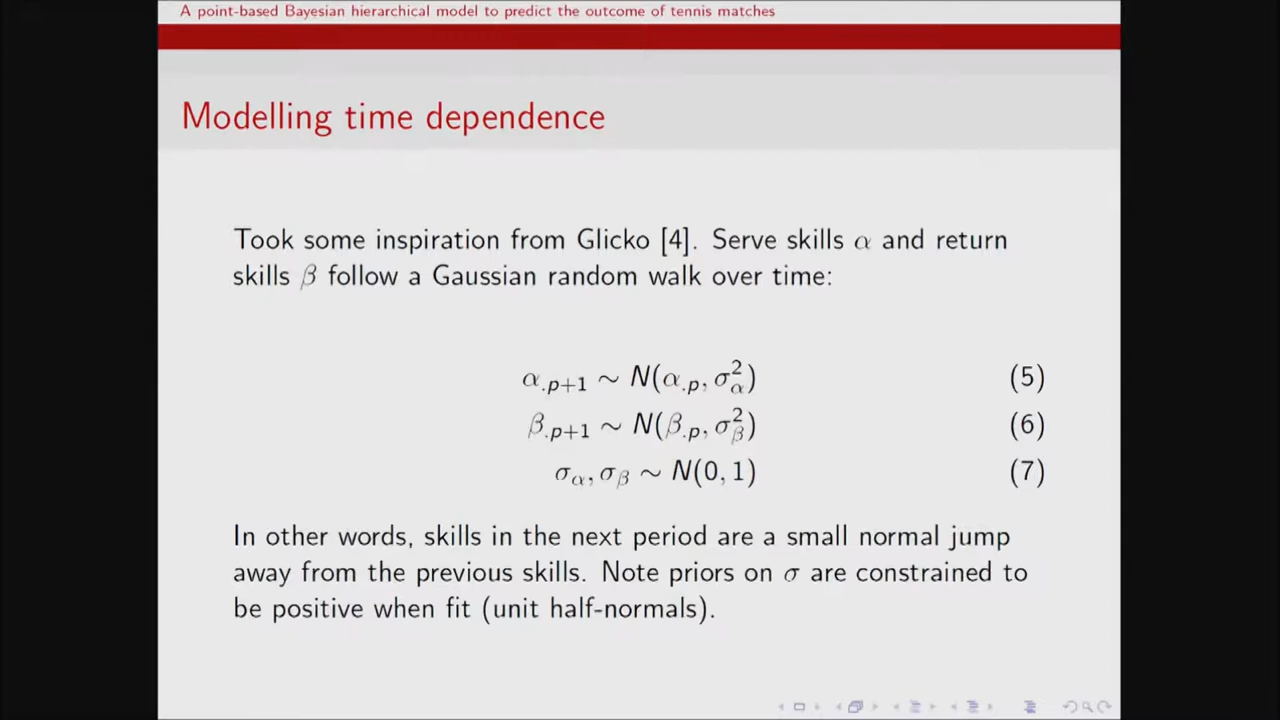 A point-based Bayesian hierarchical model to predict the outcome of tennis matches
Modelling time dependence
Took some inspiration from Glicko [4]. Serve skills α and return
skills β follow a Gaussian random walk over time:
α.p+1 ∼ N(α.p, σ²α) (5)
β.p+1 ∼ N(β.p, σ²β) (6)
σα, σβ ∼ N(0, 1) (7)
In other words, skills in the next period are a small normal jump
away from the previous skills. Note priors on σ are constrained to
be positive when fit (unit half-normals).